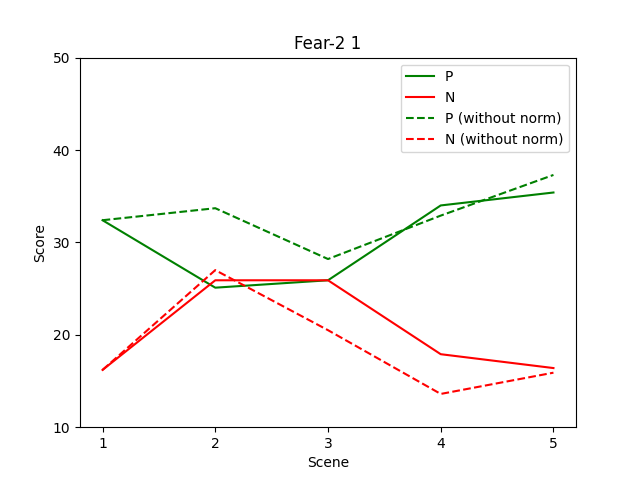 Fear-2 1
50
40
30
20
10
Score
P
N
P (without norm)
N (without norm)
1 2 3 4 5
Scene